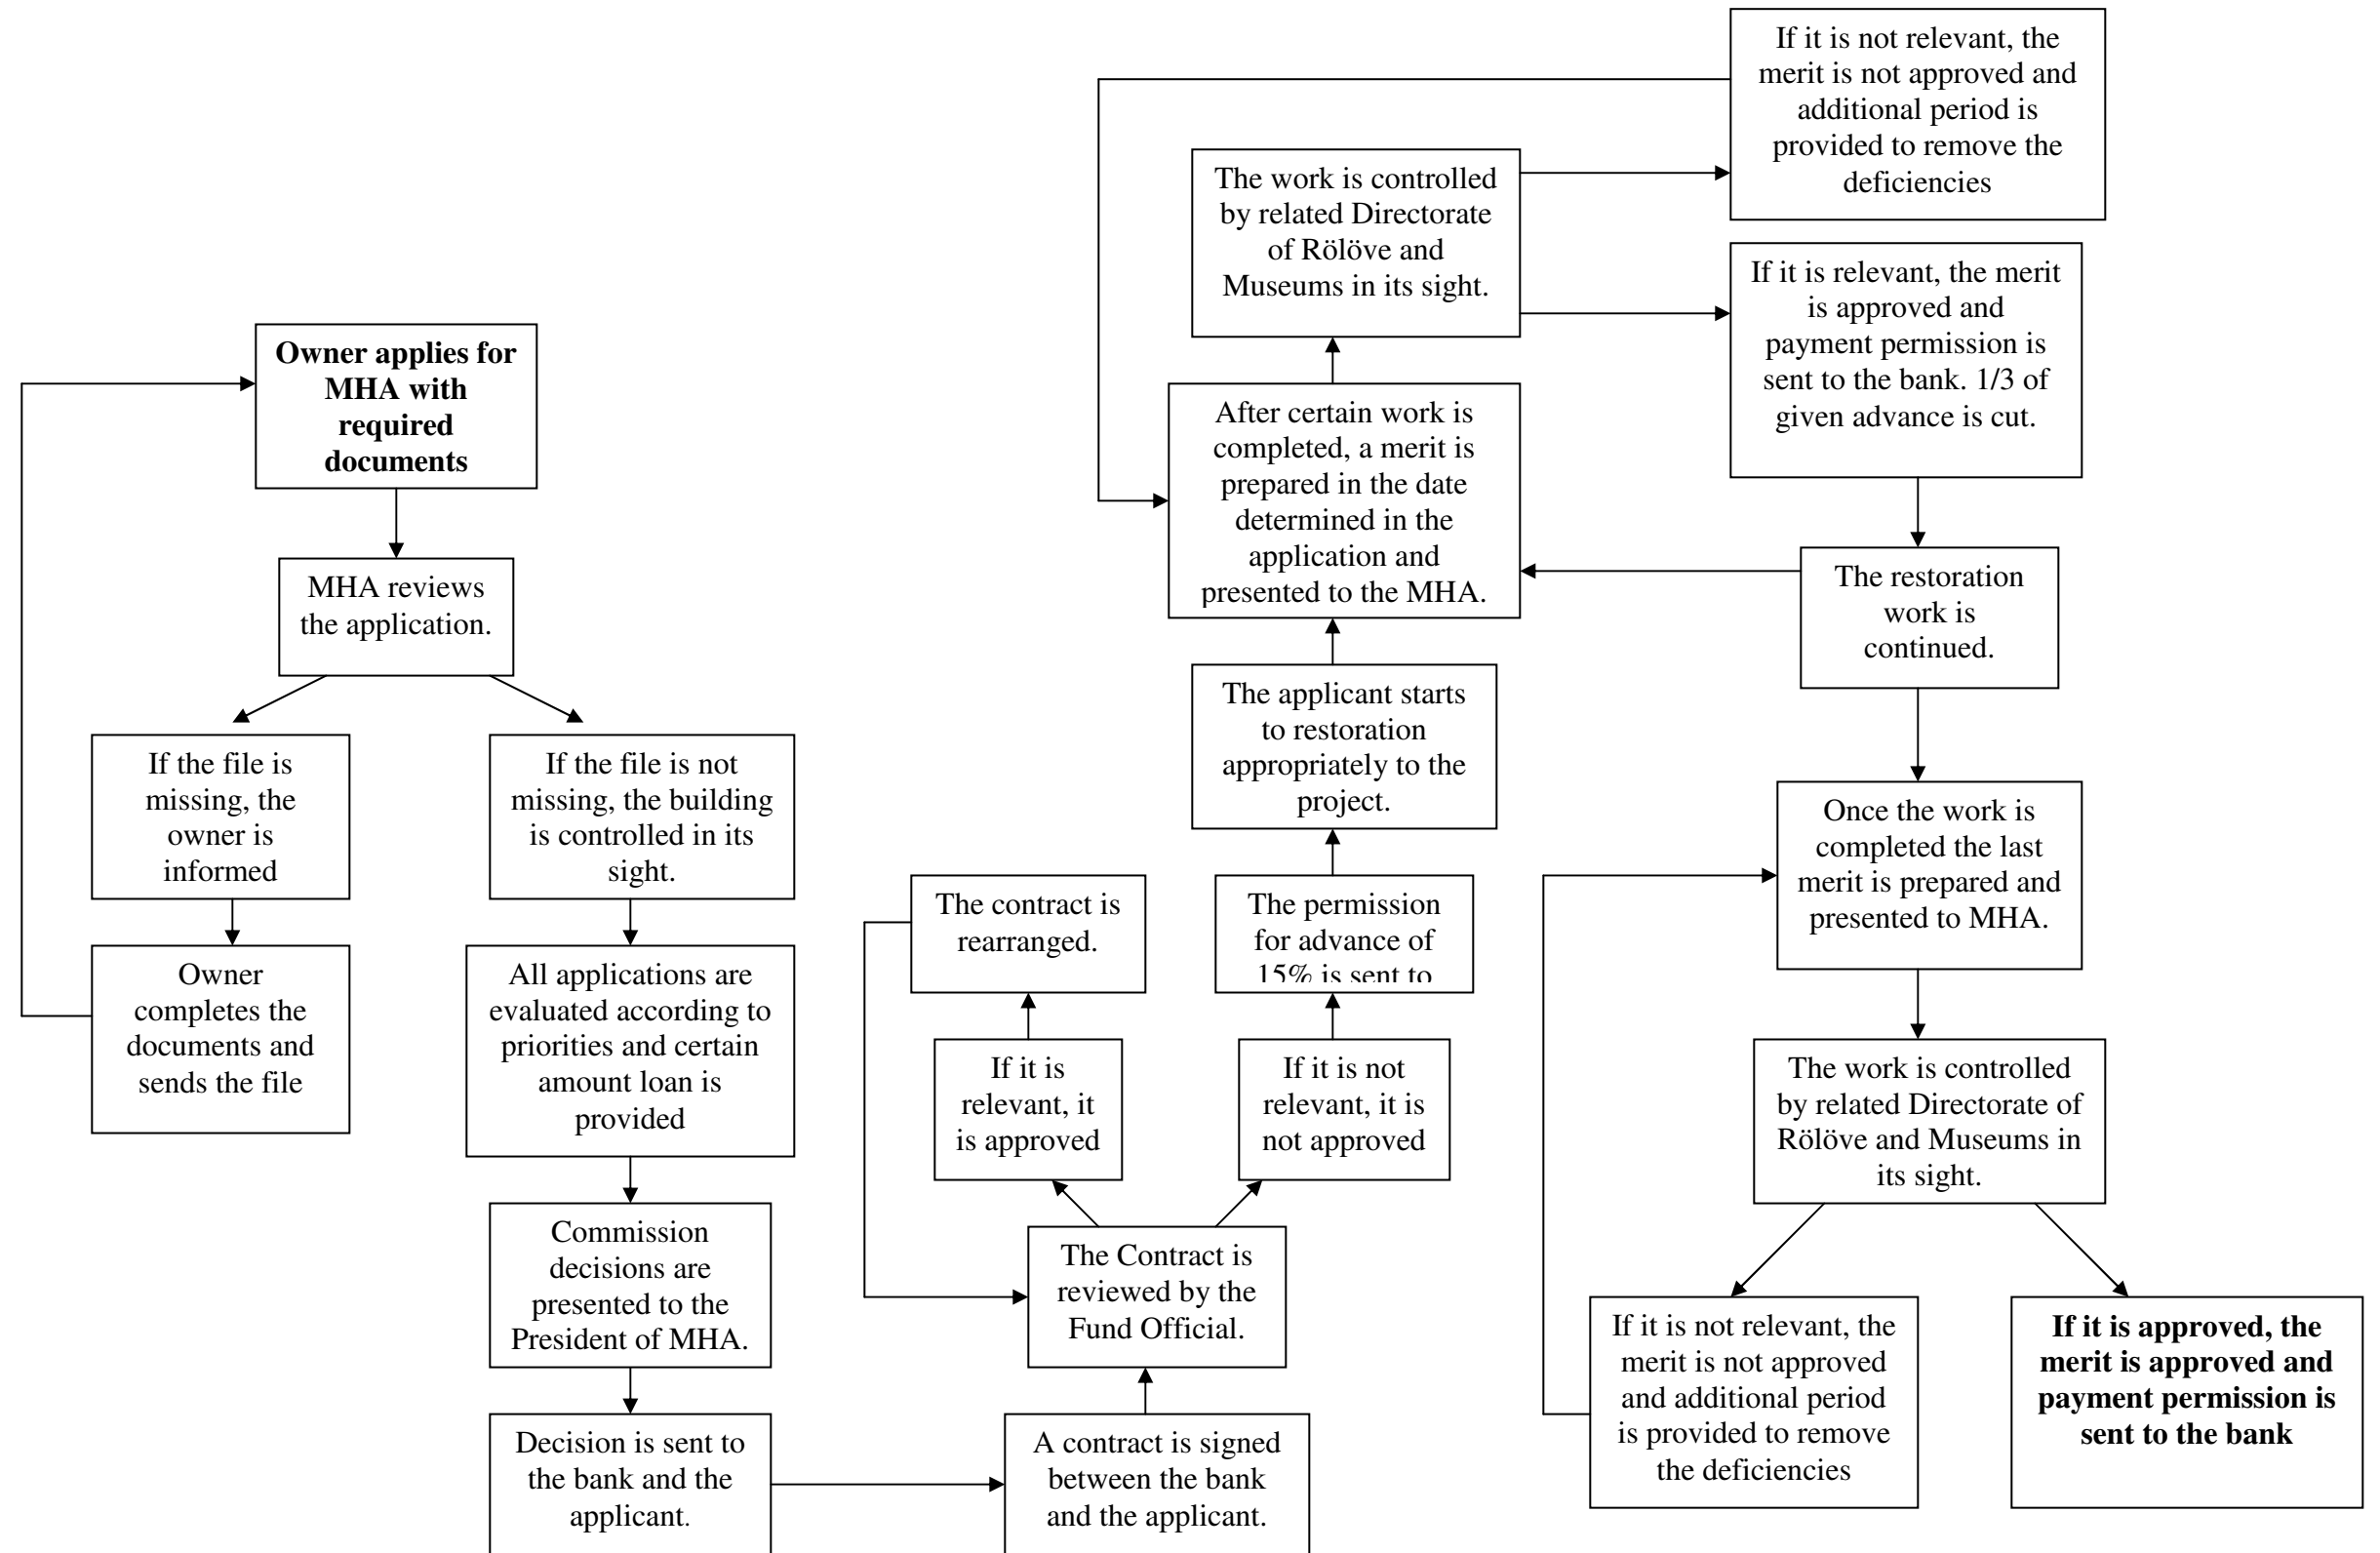 Owner applies for
MHA with
required
documents
MHA reviews
the application.
If the file is
missing, the
owner is
informed
Owner
completes the
documents and
sends the file
If the file is not
missing, the building
is controlled in its
sight.
All applications are
evaluated according to
priorities and certain
amount loan is
provided
Commission
decisions are
presented to the
President of MHA.
Decision is sent to
the bank and the
applicant.
A contract is signed
between the bank
and the applicant.
The Contract is
reviewed by the
Fund Official.
If it is
relevant, it
is approved
The contract is
rearranged.
If it is not
relevant, it is
not approved
The permission
for advance of
15% is sent to
The applicant starts
to restoration
appropriately to the
project.
After certain work is
completed, a merit is
prepared in the date
determined in the
application and
presented to the MHA.
The work is controlled
by related Directorate
of Rölöve and
Museums in its sight.
If it is not relevant, the
merit is not approved and
additional period is
provided to remove the
deficiencies
If it is relevant, the merit
is approved and
payment permission is
sent to the bank. 1/3 of
given advance is cut.
The restoration
work is
continued.
Once the work is
completed the last
merit is prepared and
presented to MHA.
The work is controlled
by related Directorate of
Rölöve and Museums in
its sight.
If it is not relevant, the
merit is not approved
and additional period
is provided to remove
the deficiencies
If it is approved, the
merit is approved and
payment permission is
sent to the bank